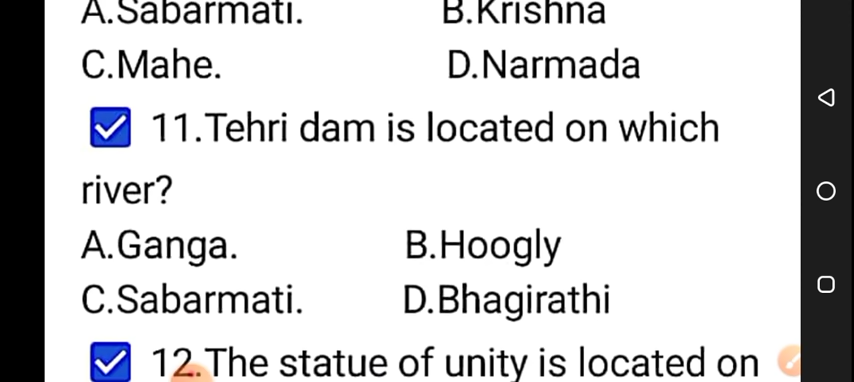 A.Sabarmati. B.Krishna
C.Mahe. D.Narmada
11.Tehri dam is located on which
river?
A.Ganga. B.Hoogly
C.Sabarmati. D.Bhagirathi
12.The statue of unity is located on